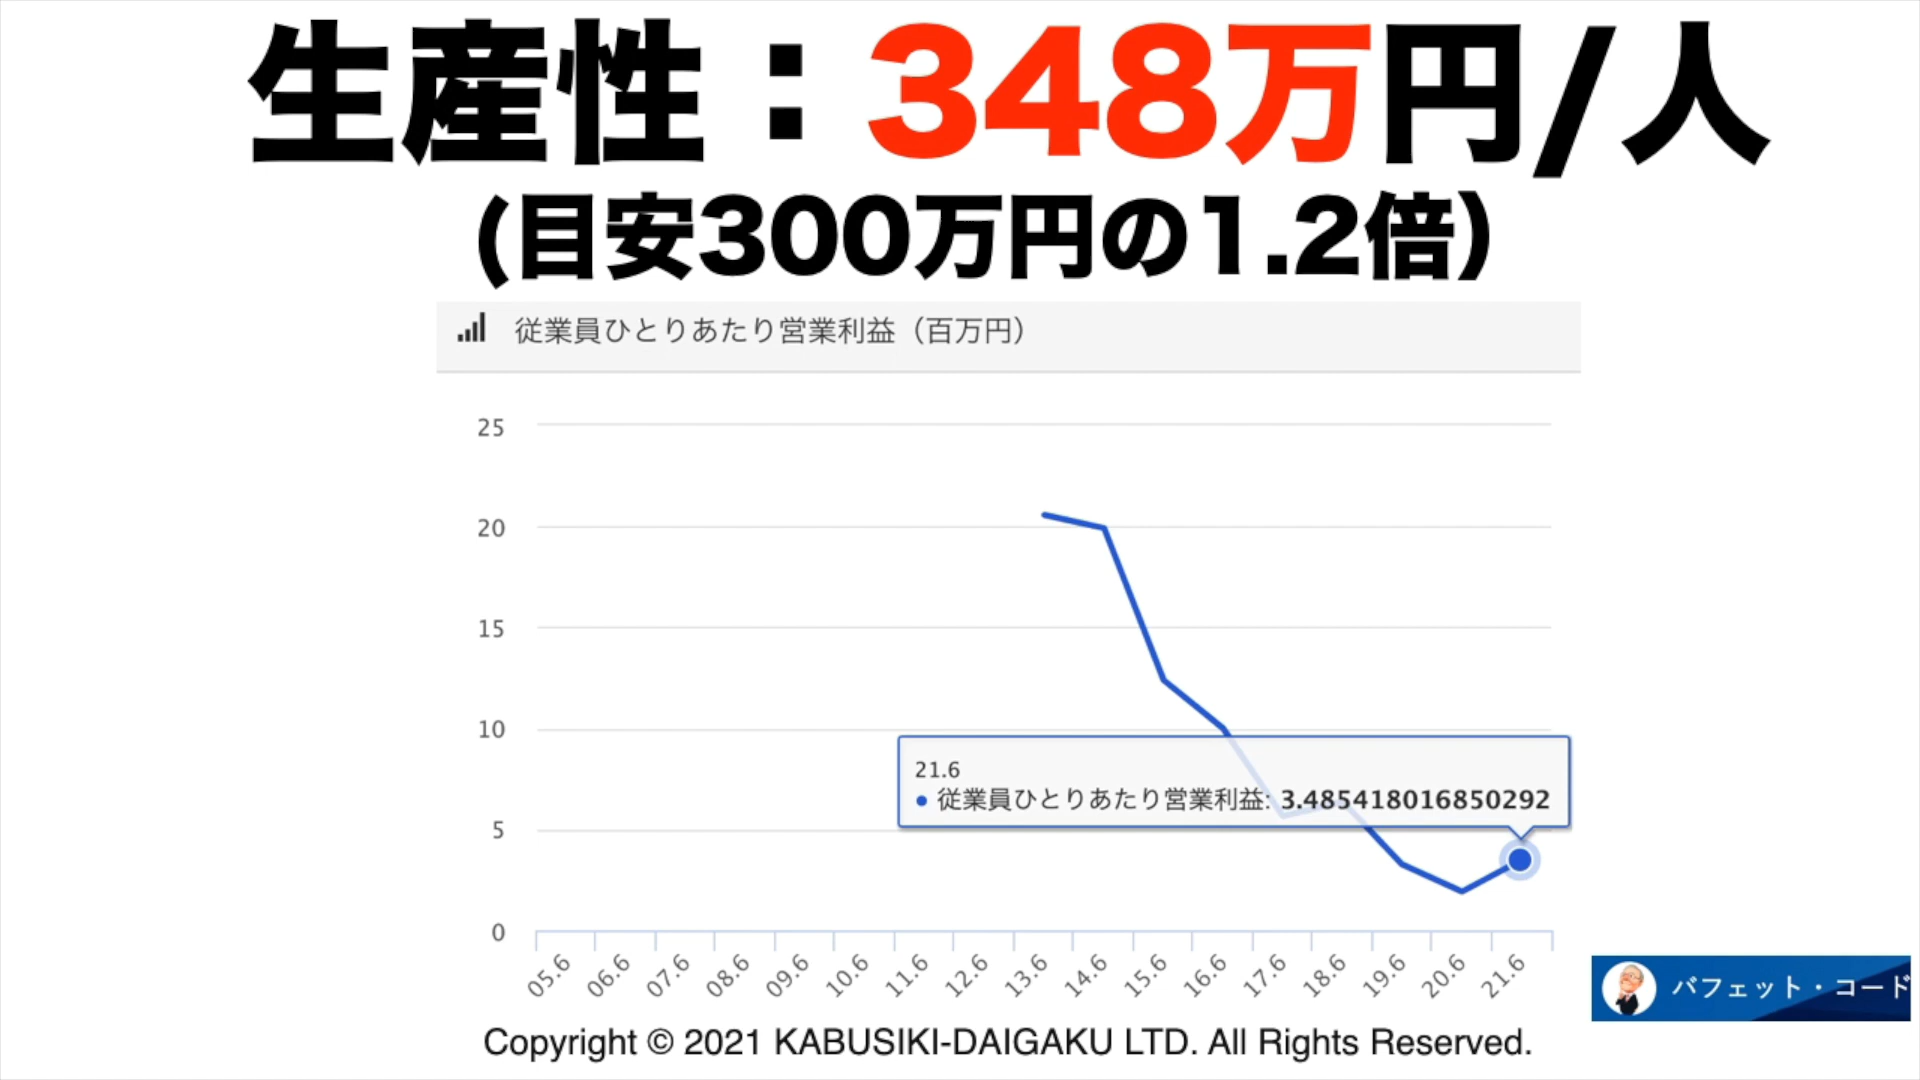 生産性：348万円/人
(目安300万円の1.2倍)
従業員ひとりあたり営業利益（百万円）
25
20
15
10
21.6
従業員ひとりあたり営業利益: 3.485418016850292
5
0
05.6 06.6 07.6 08.6 09.6 10.6 11.6 12.6 13.6 14.6 15.6 16.6 17.6 18.6 19.6 20.6 21.6
バフェット・コード
Copyright © 2021 KABUSIKI-DAIGAKU LTD. All Rights Reserved.